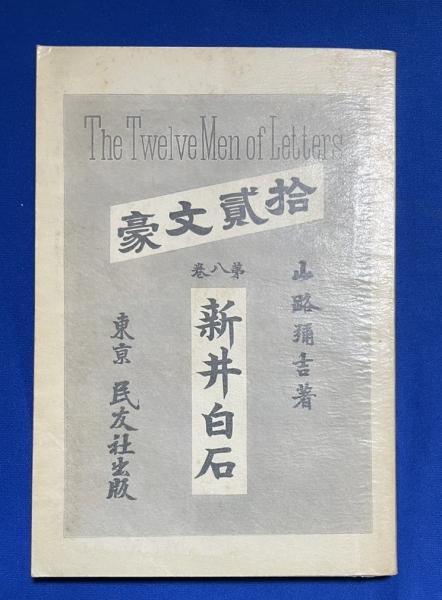 The Twelve Men of Letters
拾貳文豪
第八巻
山路彌吉著
新井白石
東京 民友社出版